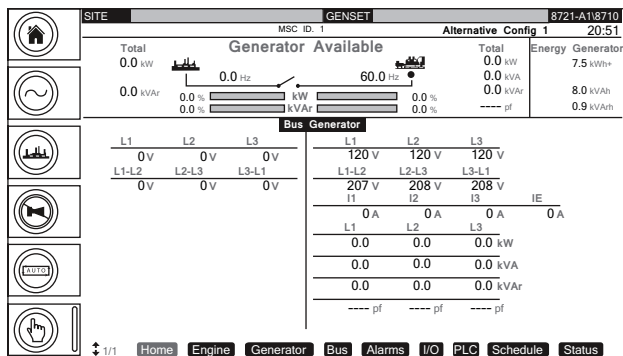 SITE GENSET 8721-A1\8710
MSC ID. 1 Alternative Config 1 20:51
Total Generator Available Total Energy Generator
0.0 kW 0.0 Hz 60.0 Hz 0.0 kW 7.5 kWh+
0.0 kVA
0.0 kVAr 0.0 % kW 0.0 % 0.0 kVAr 8.0 kVAh
0.0 % kVAr 0.0 % ---- pf 0.9 kVArh
Bus Generator
L1 L2 L3 L1 L2 L3
0 V 0 V 0 V 120 V 120 V 120 V
L1-L2 L2-L3 L3-L1 L1-L2 L2-L3 L3-L1
0 V 0 V 0 V 207 V 208 V 208 V
I1 I2 I3 IE
0 A 0 A 0 A 0 A
L1 L2 L3
0.0 0.0 0.0 kW
0.0 0.0 0.0 kVA
0.0 0.0 0.0 kVAr
---- pf ---- pf ---- pf
AUTO
1/1 Home Engine Generator Bus Alarms I/O PLC Schedule Status